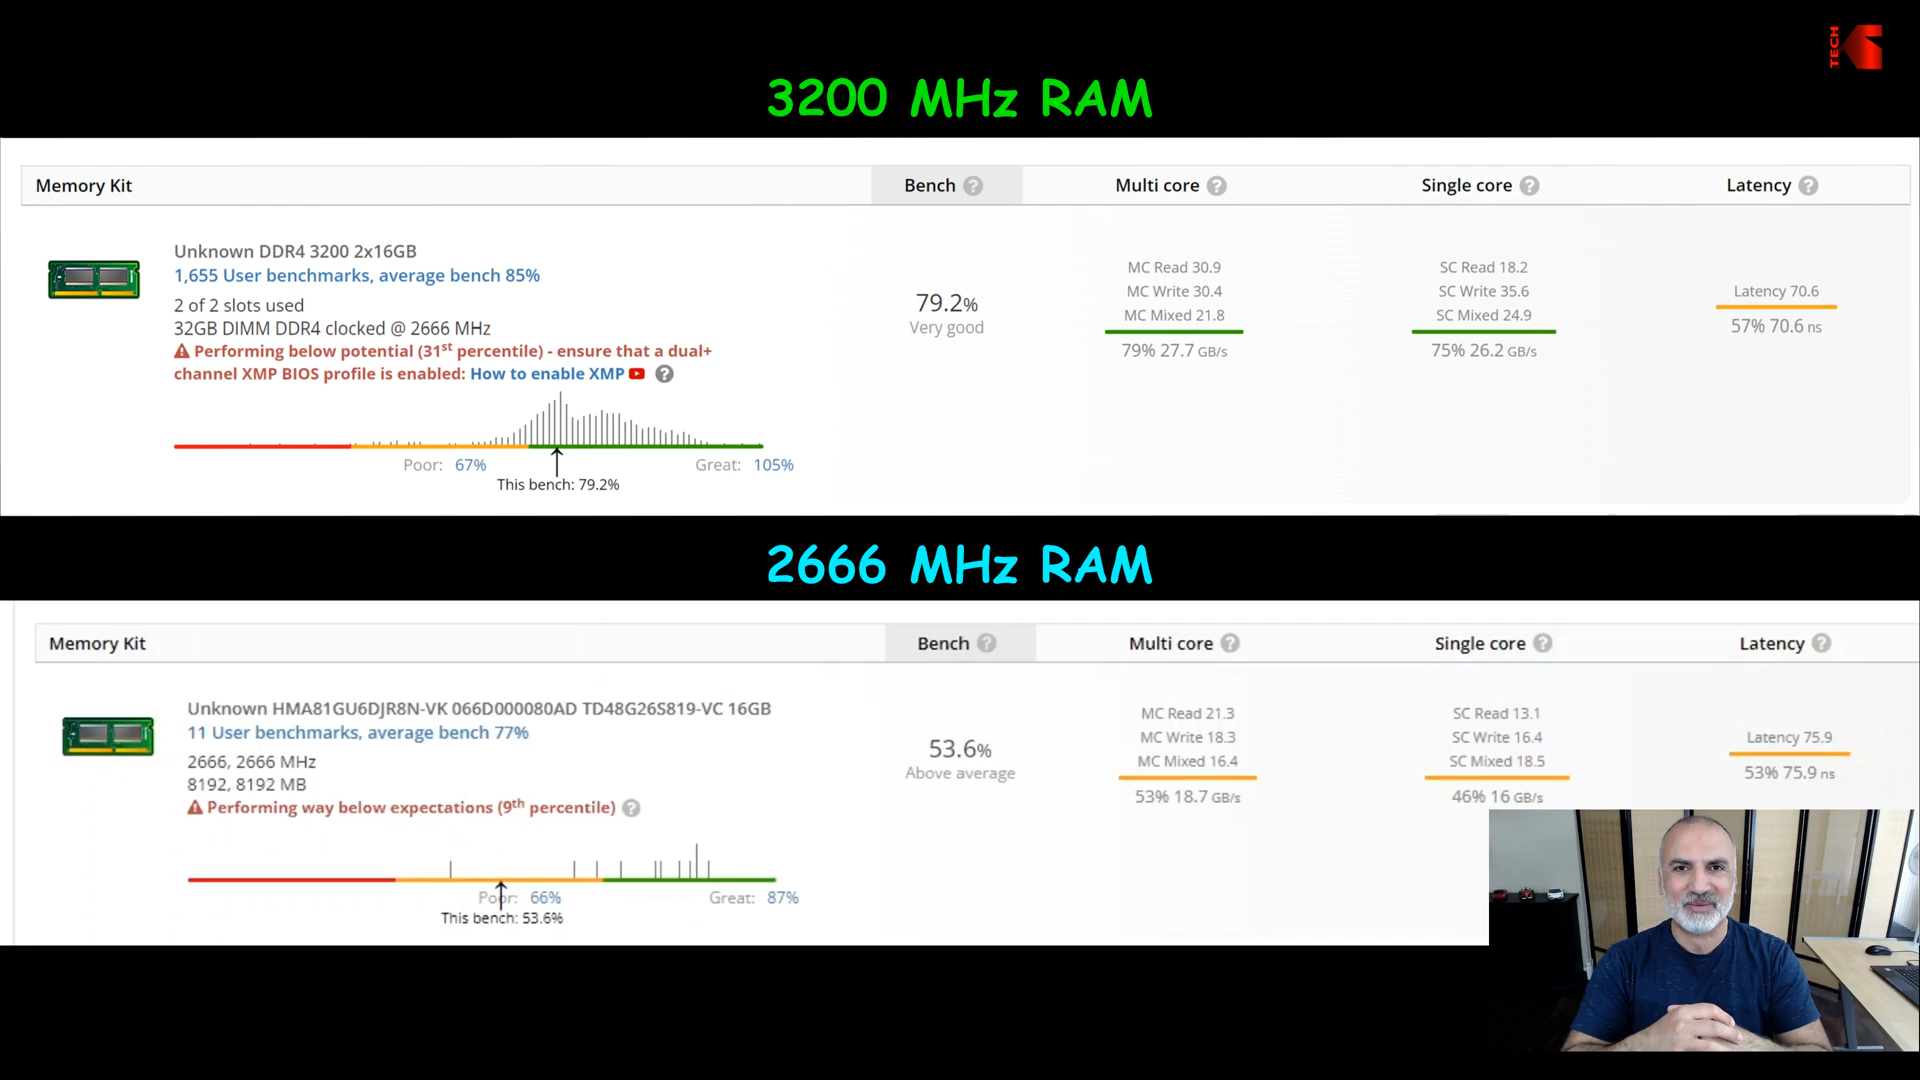 TECH
3200 MHz RAM
Memory Kit Bench ? Multi core ? Single core ? Latency ?
Unknown DDR4 3200 2x16GB
1,655 User benchmarks, average bench 85%
2 of 2 slots used
32GB DIMM DDR4 clocked @ 2666 MHz
Performing below potential (31st percentile) - ensure that a dual+
channel XMP BIOS profile is enabled: How to enable XMP ?
Poor: 67% Great: 105%
This bench: 79.2%
79.2%
Very good
MC Read 30.9
MC Write 30.4
MC Mixed 21.8
79% 27.7 GB/s
SC Read 18.2
SC Write 35.6
SC Mixed 24.9
75% 26.2 GB/s
Latency 70.6
57% 70.6 ns
2666 MHz RAM
Memory Kit Bench ? Multi core ? Single core ? Latency ?
Unknown HMA81GU6DJR8N-VK 066D000080AD TD48G26S819-VC 16GB
11 User benchmarks, average bench 77%
2666, 2666 MHz
8192, 8192 MB
Performing way below expectations (9th percentile) ?
Poor: 66% Great: 87%
This bench: 53.6%
53.6%
Above average
MC Read 21.3
MC Write 18.3
MC Mixed 16.4
53% 18.7 GB/s
SC Read 13.1
SC Write 16.4
SC Mixed 18.5
46% 16 GB/s
Latency 75.9
53% 75.9 ns